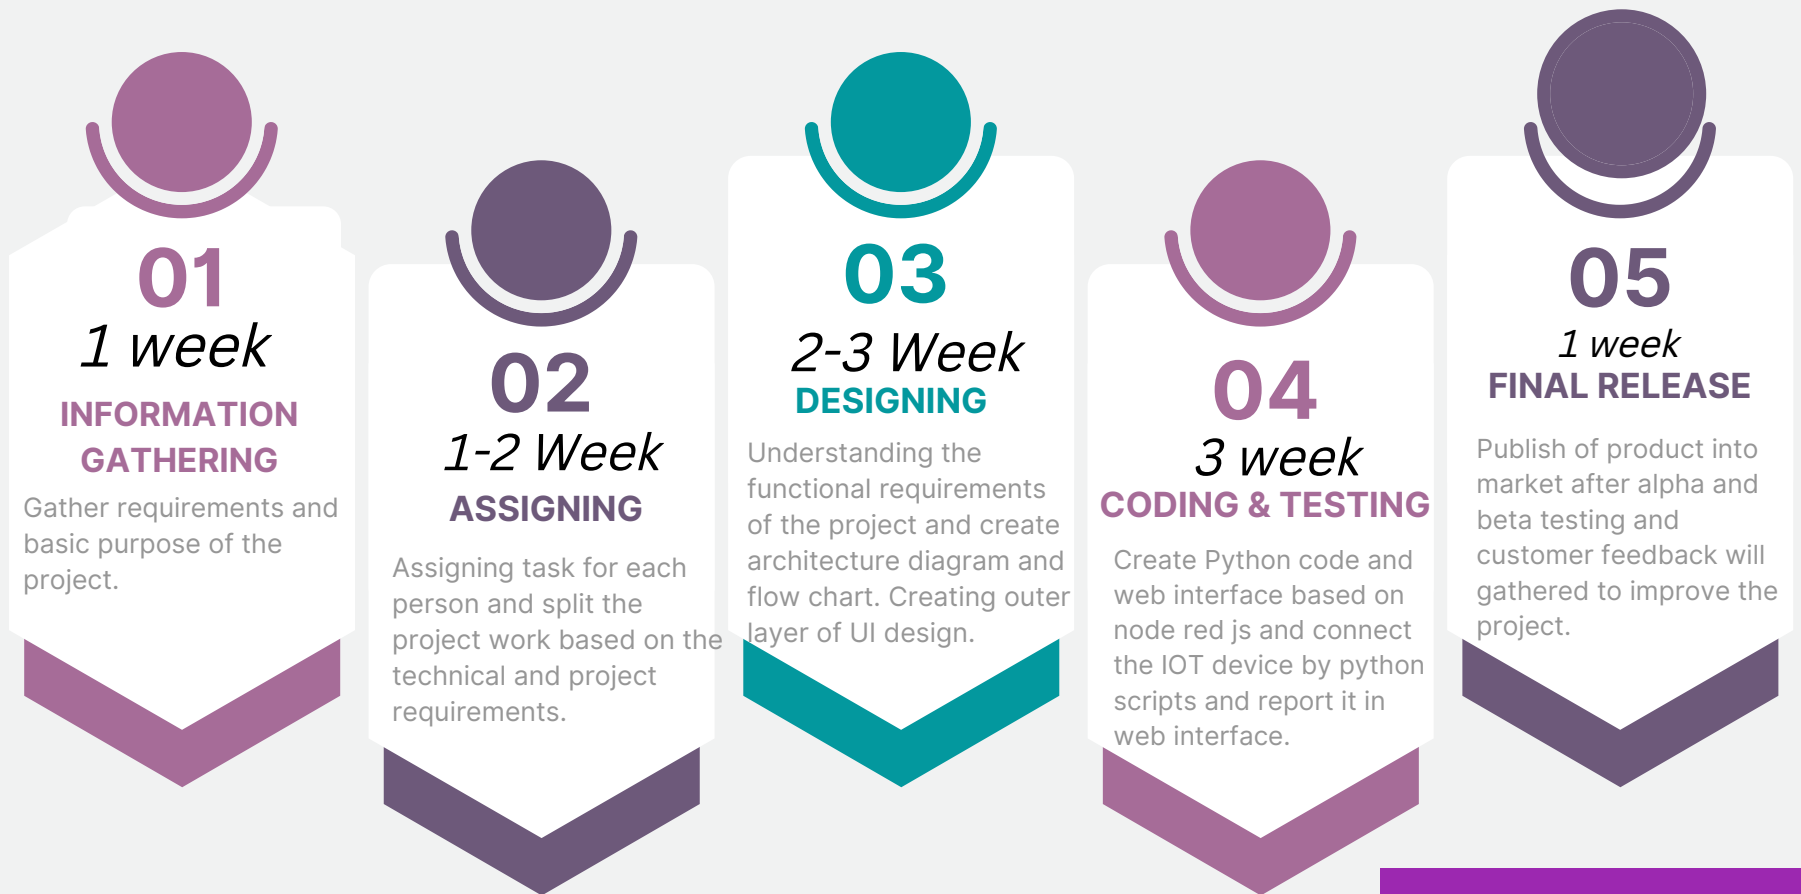 01
1 week
INFORMATION
GATHERING
Gather requirements and
basic purpose of the
project.
02
1-2 Week
ASSIGNING
Assigning task for each
person and split the
project work based on the
technical and project
requirements.
03
2-3 Week
DESIGNING
Understanding the
functional requirements
of the project and create
architecture diagram and
flow chart. Creating outer
layer of UI design.
04
3 week
CODING & TESTING
Create Python code and
web interface based on
node red js and connect
the IOT device by python
scripts and report it in
web interface.
05
1 week
FINAL RELEASE
Publish of product into
market after alpha and
beta testing and
customer feedback will
gathered to improve the
project.